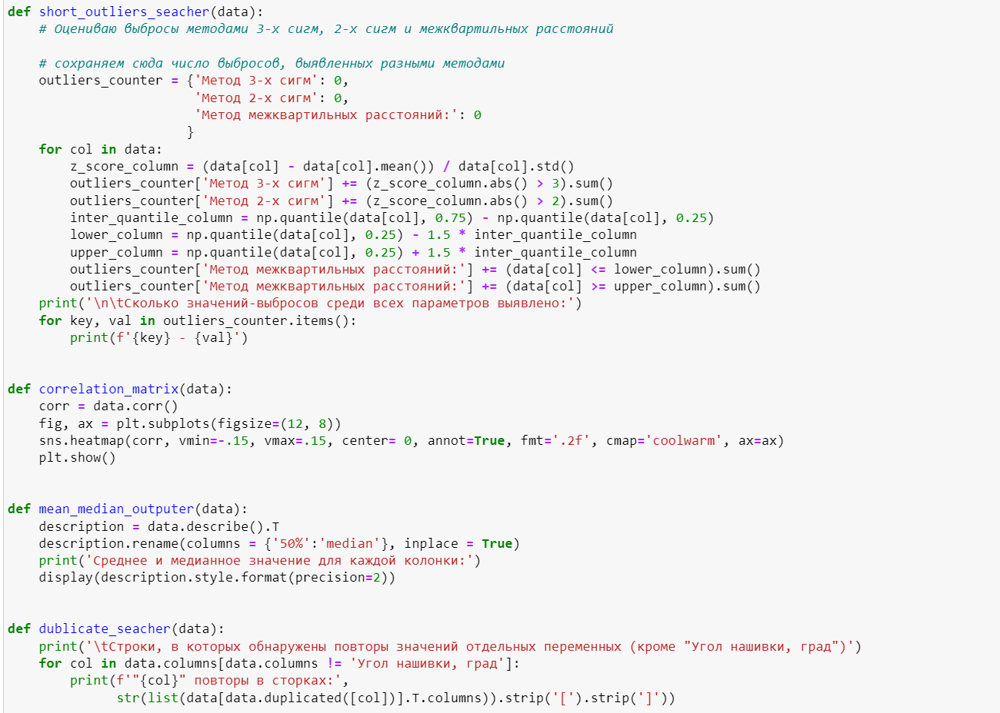 def short_outliers_seacher(data):
    # Оцениваю выбросы методами 3-х сигм, 2-х сигм и межквартильных расстояний

    # сохраняем сюда число выбросов, выявленных разными методами
    outliers_counter = {'Метод 3-х сигм': 0,
                        'Метод 2-х сигм': 0,
                        'Метод межквартильных расстояний:': 0
                       }
    for col in data:
        z_score_column = (data[col] - data[col].mean()) / data[col].std()
        outliers_counter['Метод 3-х сигм'] += (z_score_column.abs() > 3).sum()
        outliers_counter['Метод 2-х сигм'] += (z_score_column.abs() > 2).sum()
        inter_quantile_column = np.quantile(data[col], 0.75) - np.quantile(data[col], 0.25)
        lower_column = np.quantile(data[col], 0.25) - 1.5 * inter_quantile_column
        upper_column = np.quantile(data[col], 0.25) + 1.5 * inter_quantile_column
        outliers_counter['Метод межквартильных расстояний:'] += (data[col] <= lower_column).sum()
        outliers_counter['Метод межквартильных расстояний:'] += (data[col] >= upper_column).sum()
    print('\n\tСколько значений-выбросов среди всех параметров выявлено:')
    for key, val in outliers_counter.items():
        print(f'{key} - {val}')


def correlation_matrix(data):
    corr = data.corr()
    fig, ax = plt.subplots(figsize=(12, 8))
    sns.heatmap(corr, vmin=-.15, vmax=.15, center= 0, annot=True, fmt='.2f', cmap='coolwarm', ax=ax)
    plt.show()


def mean_median_outputer(data):
    description = data.describe().T
    description.rename(columns = {'50%':'median'}, inplace = True)
    print('Среднее и медианное значение для каждой колонки:')
    display(description.style.format(precision=2))


def dublicate_seacher(data):
    print('\tСтроки, в которых обнаружены повторы значений отдельных переменных (кроме "Угол нашивки, град")')
    for col in data.columns[data.columns != 'Угол нашивки, град']:
        print(f'"{col}" повторы в сторках:',
              str(list(data[data.duplicated([col])].T.columns)).strip('[').strip(']'))